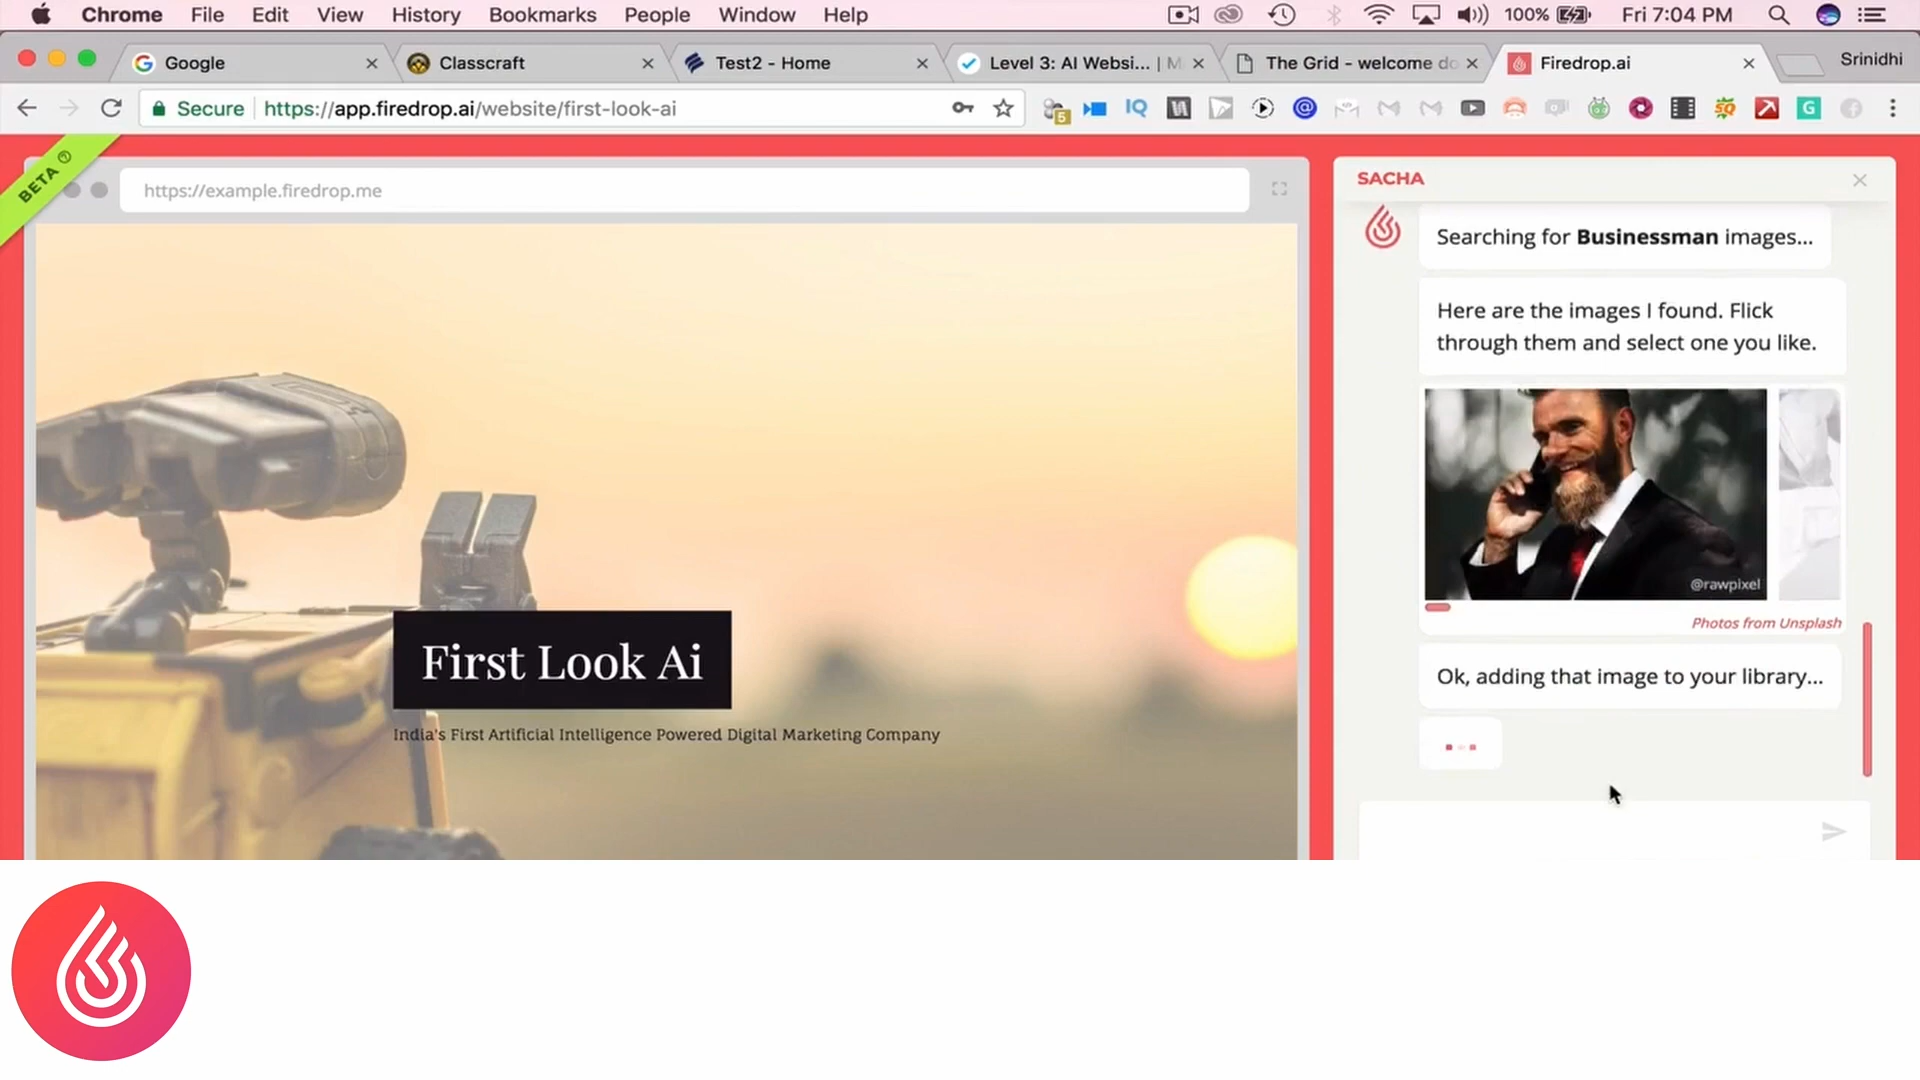 Chrome File Edit View History Bookmarks People Window Help 100% Fri 7:04 PM
Google Classcraft Test2 - Home Level 3: AI Websi... | M The Grid - welcome do Firedrop.ai Srinidhi
Secure https://app.firedrop.ai/website/first-look-ai 5 IQ SQ G
BETA ?
https://example.firedrop.me
First Look Ai
India's First Artificial Intelligence Powered Digital Marketing Company
SACHA
Searching for Businessman images...
Here are the images I found. Flick
through them and select one you like.
@rawpixel
Photos from Unsplash
Ok, adding that image to your library...